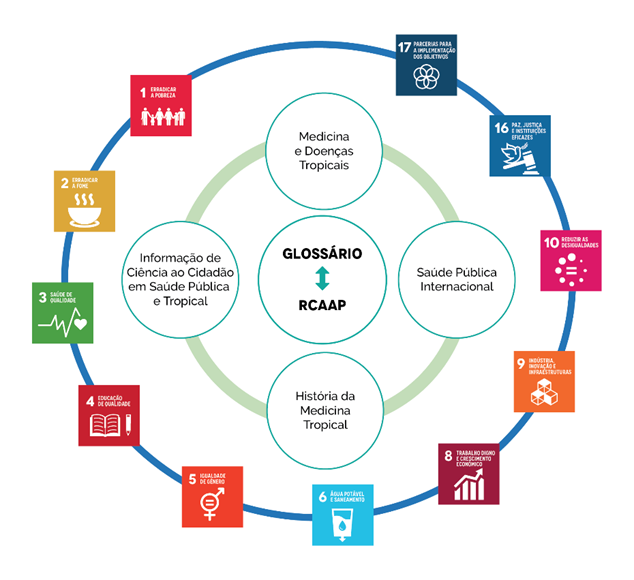 1 ERRADICAR
A POBREZA
17 PARCERIAS PARA
A IMPLEMENTAÇÃO
DOS OBJETIVOS
16 PAZ, JUSTIÇA
E INSTITUIÇÕES
EFICAZES
10 REDUZIR AS
DESIGUALDADES
9 INDÚSTRIA,
INOVAÇÃO E
INFRAESTRUTURAS
8 TRABALHO DIGNO
E CRESCIMENTO
ECONÓMICO
6 ÁGUA POTÁVEL
E SANEAMENTO
5 IGUALDADE
DE GÉNERO
4 EDUCAÇÃO
DE QUALIDADE
3 SAÚDE DE
QUALIDADE
2 ERRADICAR
A FOME
Medicina
e Doenças
Tropicais
Informação de
Ciência ao Cidadão
em Saúde Pública
e Tropical
GLOSSÁRIO
RCAAP
Saúde Pública
Internacional
História da
Medicina
Tropical